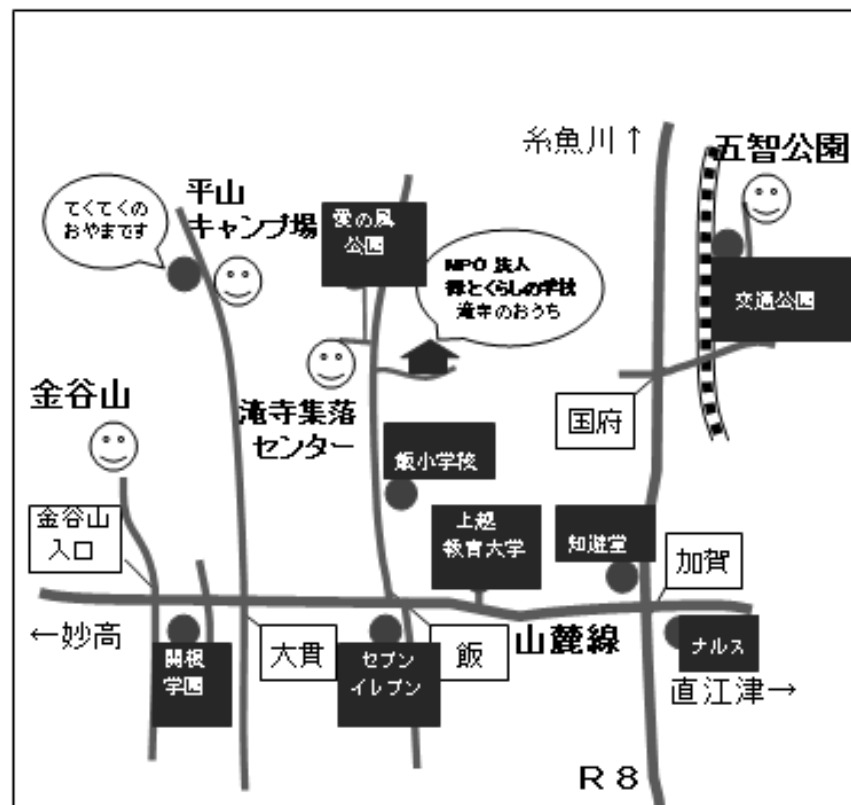 糸魚川↑
五智公園
てくてくの
おやまです
平山
キャンプ場
愛の風
公園
NPO 法人
緑とくらしの学校
滝寺のおうち
交通公園
金谷山
滝寺集落
センター
国府
飯小学校
金谷山
入口
上越
教育大学
知遊堂
加賀
←妙高
関根
学園
大貫
セブン
イレブン
飯
山麓線
ナルス
直江津→
R 8